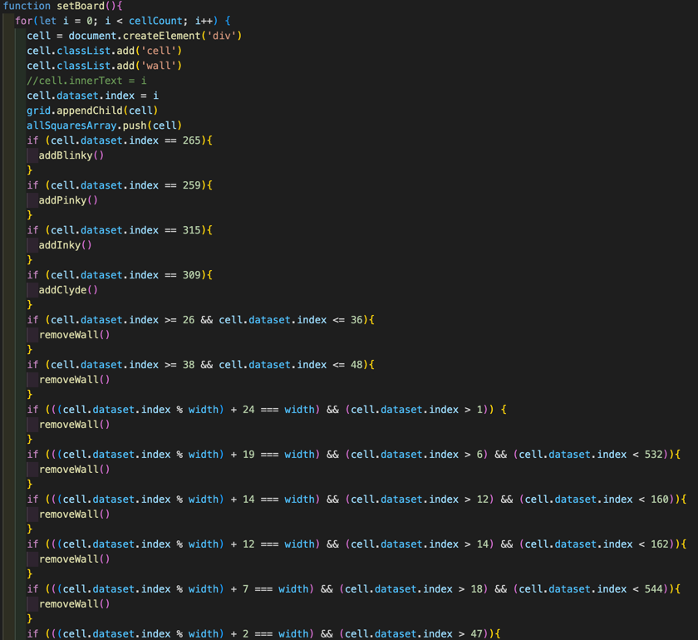 function setBoard(){
for(let i = 0; i < cellCount; i++) {
cell = document.createElement('div')
cell.classList.add('cell')
cell.classList.add('wall')
//cell.innerText = i
cell.dataset.index = i
grid.appendChild(cell)
allSquaresArray.push(cell)
if (cell.dataset.index == 265){
addBlinky()
}
if (cell.dataset.index == 259){
addPinky()
}
if (cell.dataset.index == 315){
addInky()
}
if (cell.dataset.index == 309){
addClyde()
}
if (cell.dataset.index >= 26 && cell.dataset.index <= 36){
removeWall()
}
if (cell.dataset.index >= 38 && cell.dataset.index <= 48){
removeWall()
}
if (((cell.dataset.index % width) + 24 === width) && (cell.dataset.index > 1)) {
removeWall()
}
if (((cell.dataset.index % width) + 19 === width) && (cell.dataset.index > 6) && (cell.dataset.index < 532)){
removeWall()
}
if (((cell.dataset.index % width) + 14 === width) && (cell.dataset.index > 12) && (cell.dataset.index < 160)){
removeWall()
}
if (((cell.dataset.index % width) + 12 === width) && (cell.dataset.index > 14) && (cell.dataset.index < 162)){
removeWall()
}
if (((cell.dataset.index % width) + 7 === width) && (cell.dataset.index > 18) && (cell.dataset.index < 544)){
removeWall()
}
if (((cell.dataset.index % width) + 2 === width) && (cell.dataset.index > 47)){